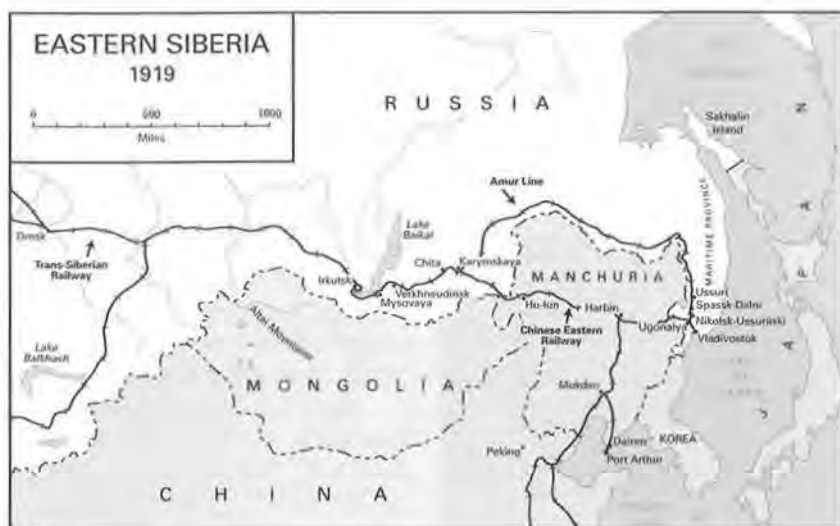 EASTERN SIBERIA
1919
0 500 1000
Miles
RUSSIA
Sakhalin
Island
Amur Line
MARITIME PROVINCE
Lake
Baikal
Omsk
Trans-Siberian
Railway
Chita
Karymskaya
MANCHURIA
Irkutsk
Verkhneudinsk
Mysovaya
Hu-lun
Harbin
Ussuri
Spassk-Dalni
Chinese Eastern
Railway
Ugonalya
Nikolsk-Ussuriiski
Vladivostok
Lake
Balkhash
Altai Mountains
MONGOLIA
Mukden
JAPAN
Peking
Dairen
KOREA
Port Arthur
CHINA